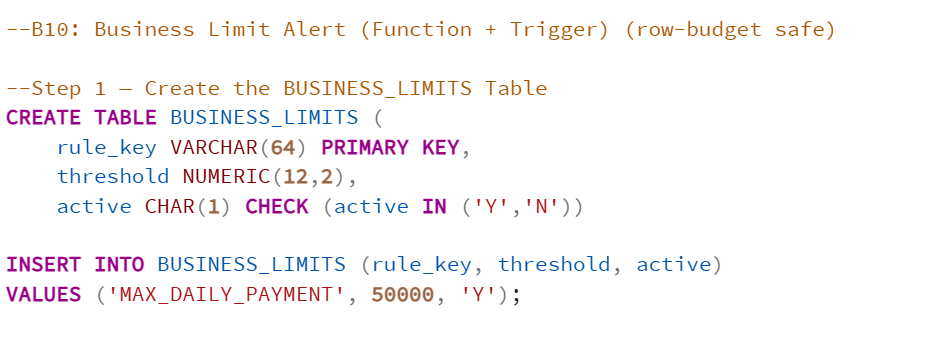 --B10: Business Limit Alert (Function + Trigger) (row-budget safe)
--Step 1 – Create the BUSINESS_LIMITS Table
CREATE TABLE BUSINESS_LIMITS (
    rule_key VARCHAR(64) PRIMARY KEY,
    threshold NUMERIC(12,2),
    active CHAR(1) CHECK (active IN ('Y','N'))
INSERT INTO BUSINESS_LIMITS (rule_key, threshold, active)
VALUES ('MAX_DAILY_PAYMENT', 50000, 'Y');